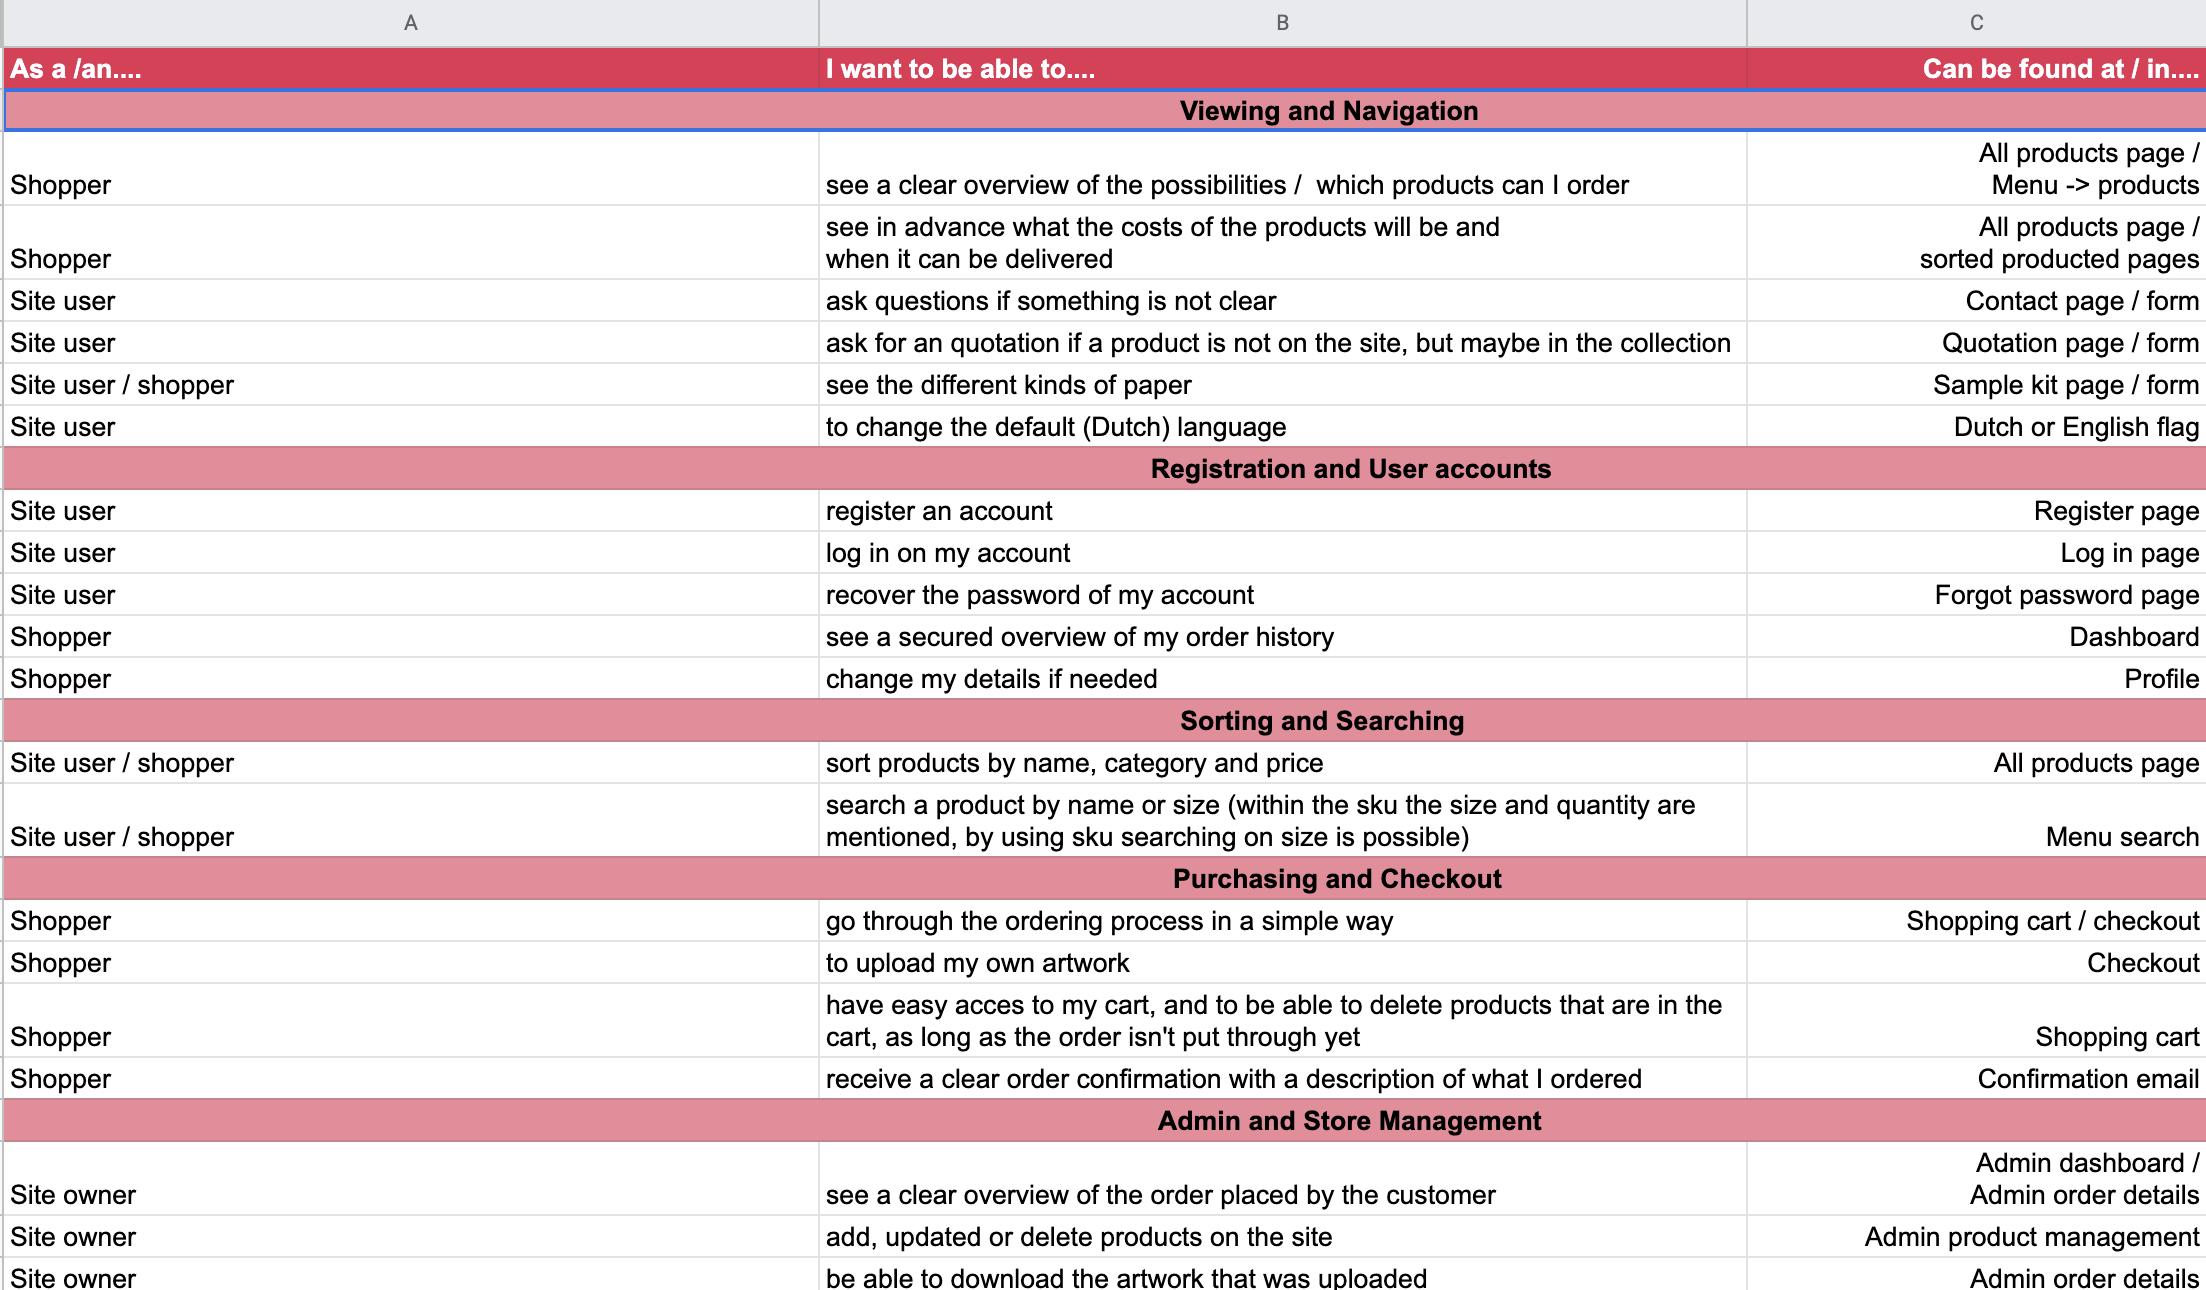 A B C
As a /an.... I want to be able to.... Can be found at / in....
Viewing and Navigation
All products page /
Shopper see a clear overview of the possibilities /  which products can I order Menu -> products
see in advance what the costs of the products will be and All products page /
Shopper when it can be delivered sorted producted pages
Site user ask questions if something is not clear Contact page / form
Site user ask for an quotation if a product is not on the site, but maybe in the collection Quotation page / form
Site user / shopper see the different kinds of paper Sample kit page / form
Site user to change the default (Dutch) language Dutch or English flag
Registration and User accounts
Site user register an account Register page
Site user log in on my account Log in page
Site user recover the password of my account Forgot password page
Shopper see a secured overview of my order history Dashboard
Shopper change my details if needed Profile
Sorting and Searching
Site user / shopper sort products by name, category and price All products page
search a product by name or size (within the sku the size and quantity are
Site user / shopper mentioned, by using sku searching on size is possible) Menu search
Purchasing and Checkout
Shopper go through the ordering process in a simple way Shopping cart / checkout
Shopper to upload my own artwork Checkout
have easy acces to my cart, and to be able to delete products that are in the
Shopper cart, as long as the order isn't put through yet Shopping cart
Shopper receive a clear order confirmation with a description of what I ordered Confirmation email
Admin and Store Management
Admin dashboard /
Site owner see a clear overview of the order placed by the customer Admin order details
Site owner add, updated or delete products on the site Admin product management
Site owner be able to download the artwork that was uploaded Admin order details